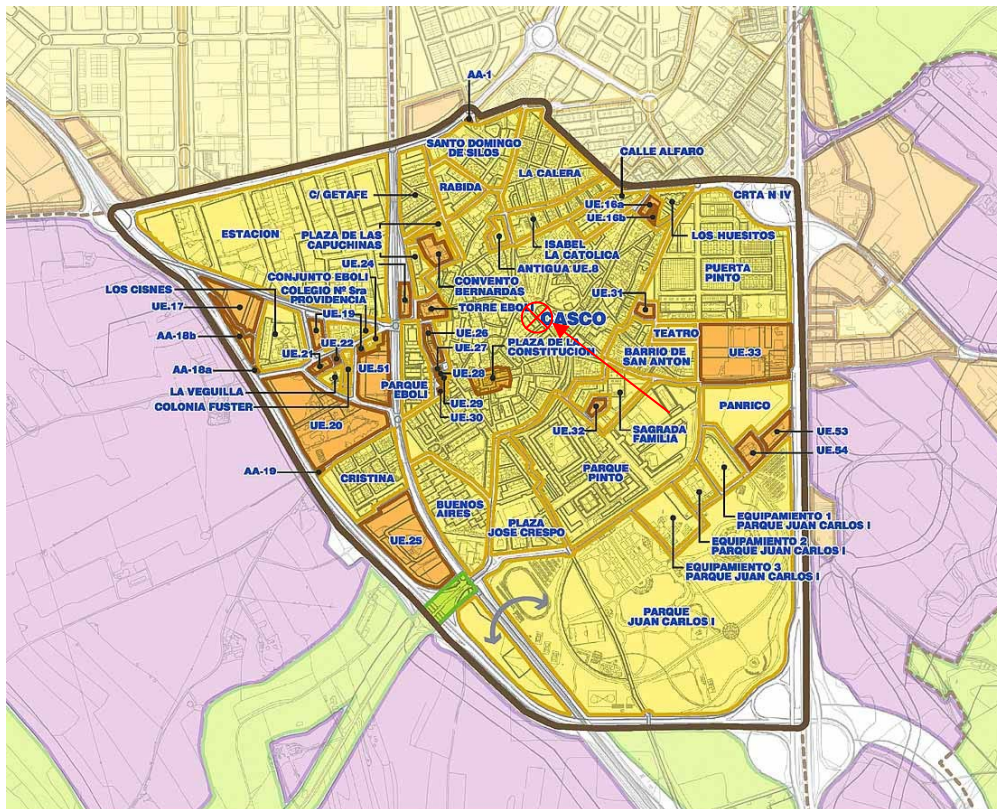 AA-1
SANTO DOMINGO
DE SILOS
CALLE ALFARO
LA CALERA
RABIDA
C/ GETAFE
CRTA N IV
UE.16a
UE.16b
LOS HUESITOS
ESTACION
PLAZA DE LAS
CAPUCHINAS
ISABEL
LA CATOLICA
ANTIGUA UE.8
UE.24
PUERTA
PINTO
CONJUNTO EBOLI
COLEGIO Nº Sra
PROVIDENCIA
CONVENTO
BERNARDAS
LOS CISNES
UE.17
UE.19
TORRE EBOLI
UE.31
CASCO
AA-18b
UE.22
UE.21
UE.26
UE.27
PLAZA DE LA
CONSTITUCION
TEATRO
BARRIO DE
SAN ANTON
UE.33
AA-18a
UE.51
UE.28
PARQUE
EBOLI
LA VEGUILLA
COLONIA FUSTER
UE.29
UE.30
UE.20
UE.32
SAGRADA
FAMILIA
PANRICO
UE.53
UE.54
AA-19
CRISTINA
PARQUE
PINTO
BUENOS
AIRES
PLAZA
JOSE CRESPO
UE.25
EQUIPAMIENTO 1
PARQUE JUAN CARLOS I
EQUIPAMIENTO 2
PARQUE JUAN CARLOS I
EQUIPAMIENTO 3
PARQUE JUAN CARLOS I
PARQUE
JUAN CARLOS I